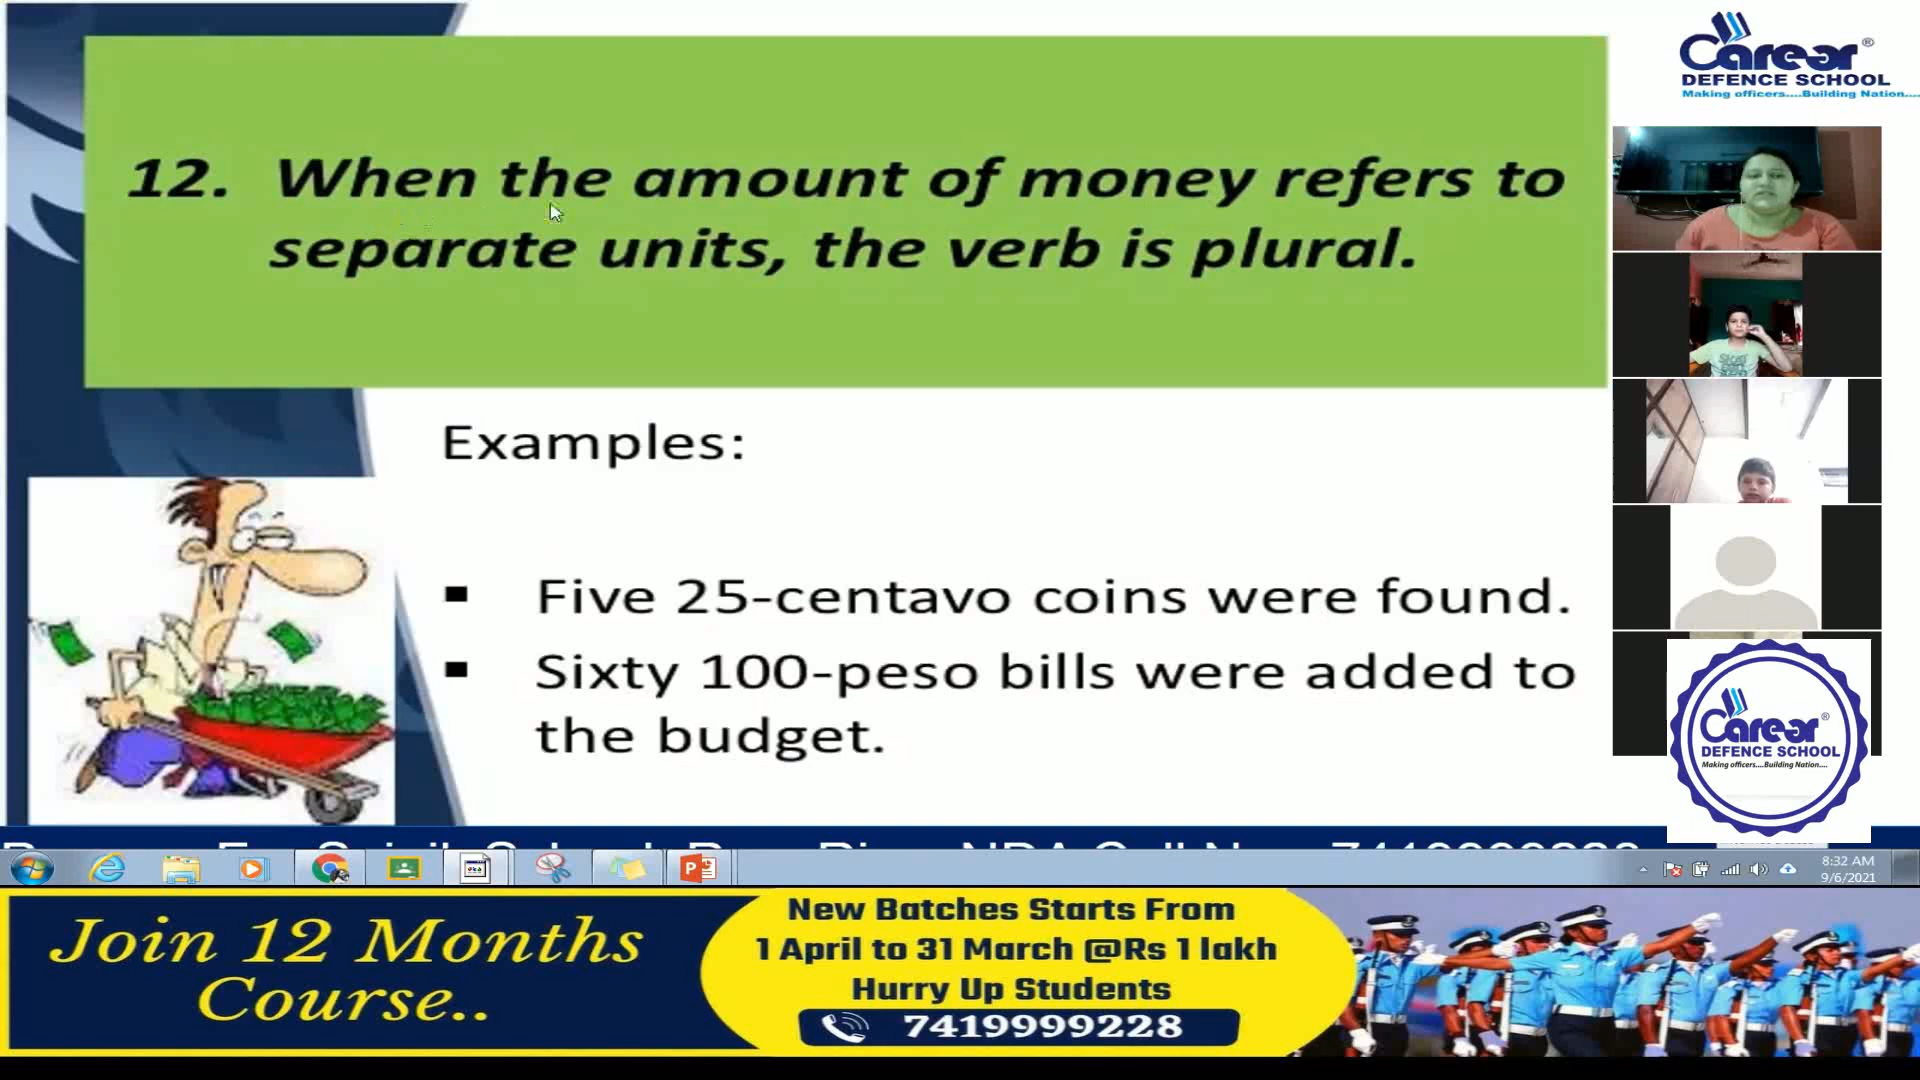 12. When the amount of money refers to
separate units, the verb is plural.
Examples:
▪ Five 25-centavo coins were found.
▪ Sixty 100-peso bills were added to
the budget.
Carear®
DEFENCE SCHOOL
Making officers....Building Nation....
Carear®
DEFENCE SCHOOL
Making officers....Building Nation....
8:32 AM
9/6/2021
Join 12 Months
Course..
New Batches Starts From
1 April to 31 March @Rs 1 lakh
Hurry Up Students
7419999228